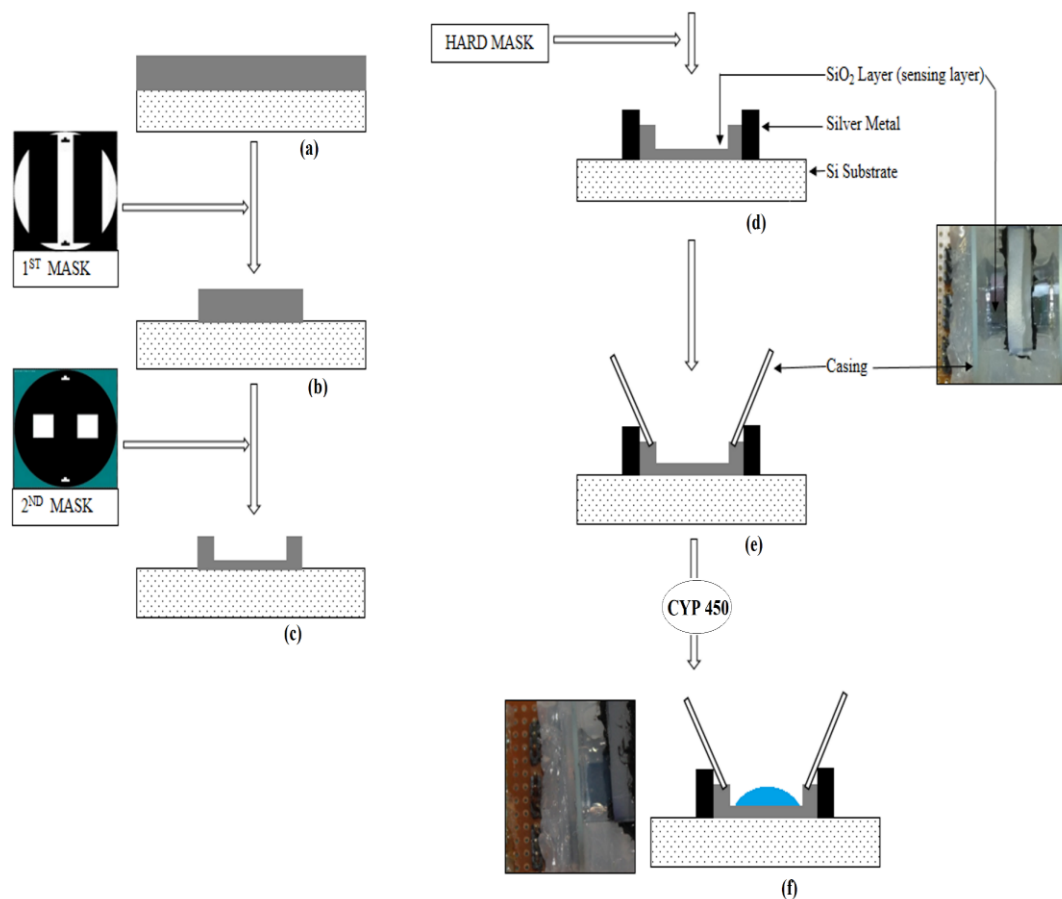 (a)
1ST MASK
(b)
2ND MASK
(c)
HARD MASK
SiO2 Layer (sensing layer)
Silver Metal
Si Substrate
(d)
Casing
(e)
CYP 450
(f)